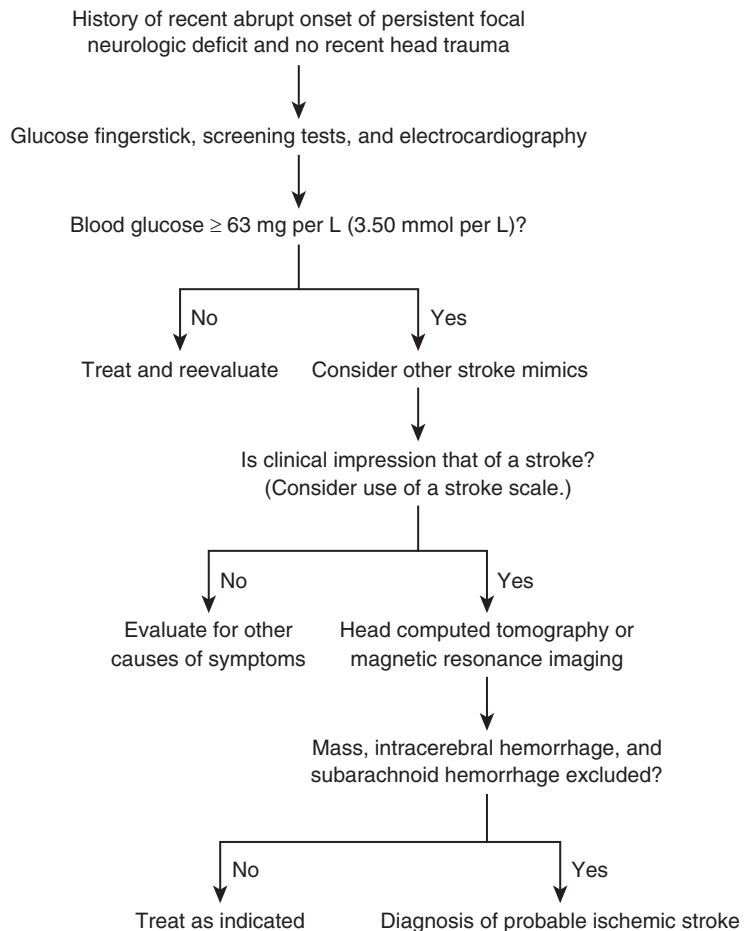 History of recent abrupt onset of persistent focal
neurologic deficit and no recent head trauma
Glucose fingerstick, screening tests, and electrocardiography
Blood glucose ≥ 63 mg per L (3.50 mmol per L)?
No
Yes
Treat and reevaluate
Consider other stroke mimics
Is clinical impression that of a stroke?
(Consider use of a stroke scale.)
No
Yes
Evaluate for other
causes of symptoms
Head computed tomography or
magnetic resonance imaging
Mass, intracerebral hemorrhage, and
subarachnoid hemorrhage excluded?
No
Yes
Treat as indicated
Diagnosis of probable ischemic stroke